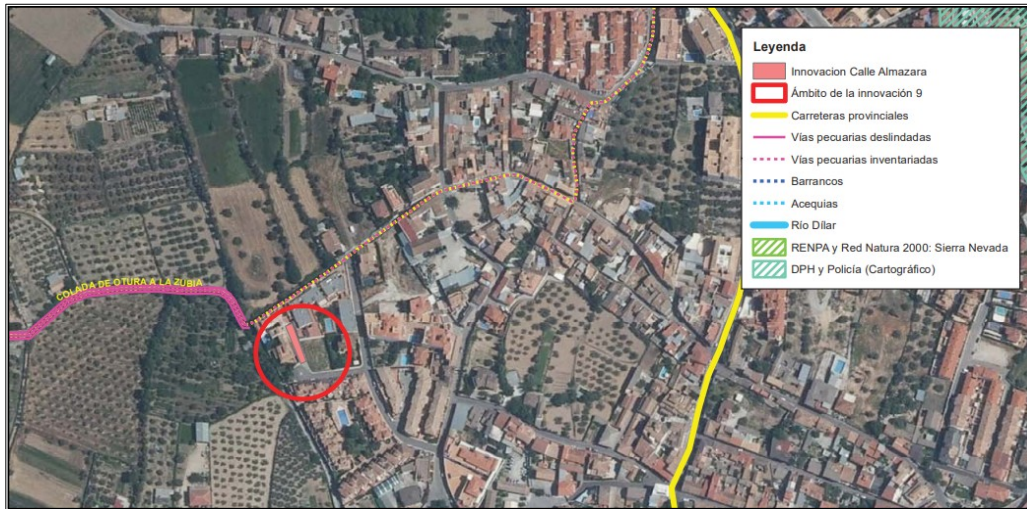 Leyenda
Innovacion Calle Almazara
Ámbito de la innovación 9
Carreteras provinciales
Vías pecuarias deslindadas
Vías pecuarias inventariadas
Barrancos
Acequias
Río Dílar
RENPA y Red Natura 2000: Sierra Nevada
DPH y Policía (Cartográfico)
COLADA DE OTURA A LA ZUBIA